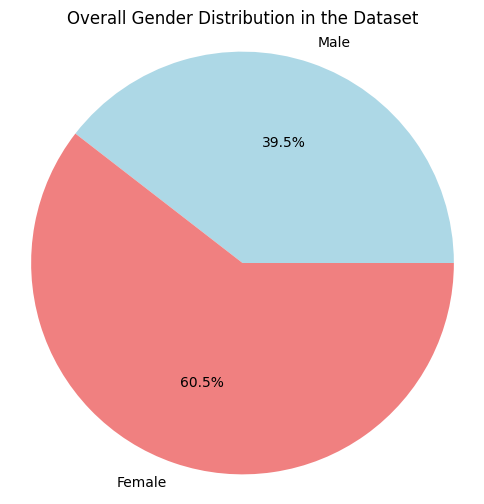 Overall Gender Distribution in the Dataset
Male
39.5%
60.5%
Female